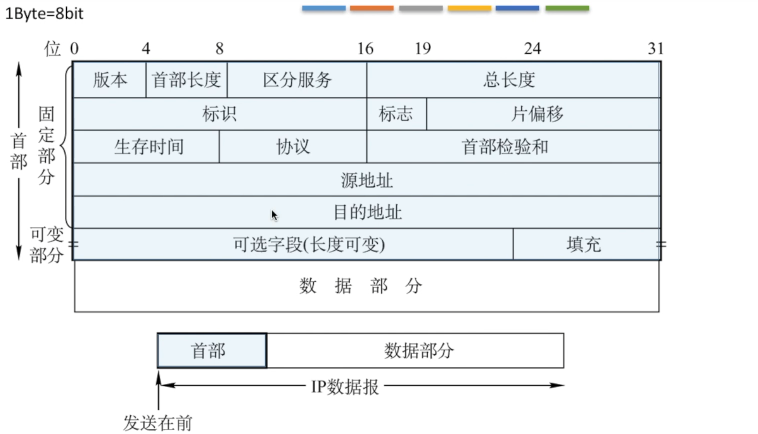 1Byte=8bit
位 0 4 8 16 19 24 31
版本 首部长度 区分服务 总长度
标识 标志 片偏移
生存时间 协议 首部检验和
源地址
目的地址
可选字段(长度可变) 填充
数据部分
首部
固定部分
可变部分
首部 数据部分
IP数据报
发送在前